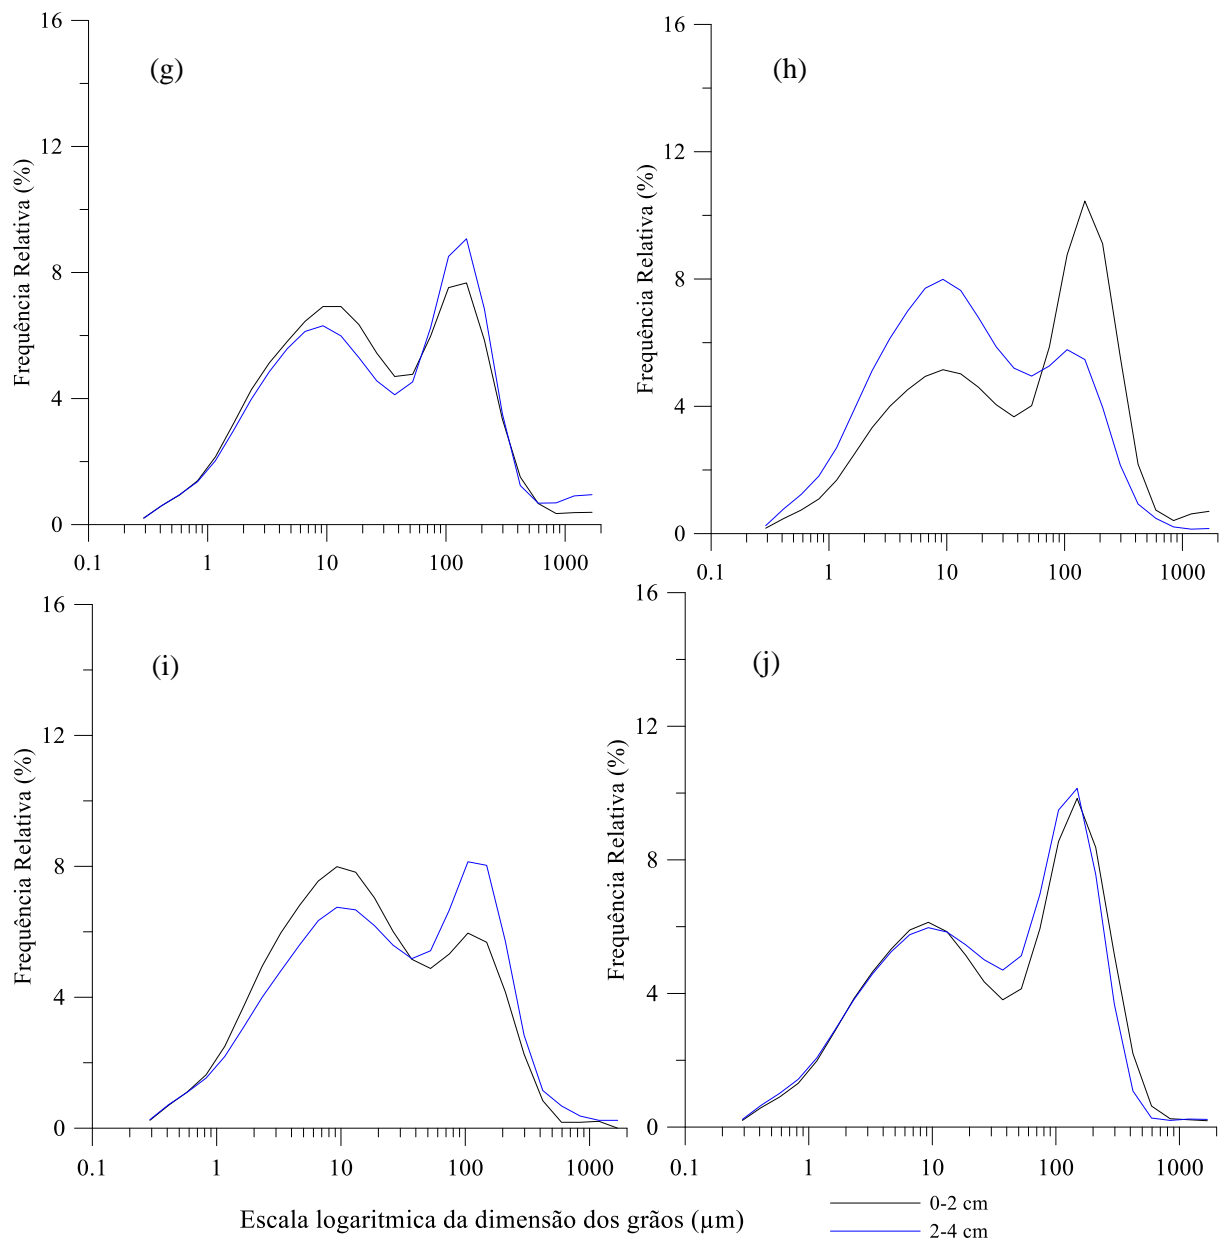 (g)
16
12
8
4
0
0.1 1 10 100 1000
Frequência Relativa (%)
(h)
16
12
8
4
0
0.1 1 10 100 1000
Frequência Relativa (%)
(i)
16
12
8
4
0
0.1 1 10 100 1000
Frequência Relativa (%)
(j)
16
12
8
4
0
0.1 1 10 100 1000
Frequência Relativa (%)
Escala logaritmica da dimensão dos grãos (µm)
0-2 cm
2-4 cm